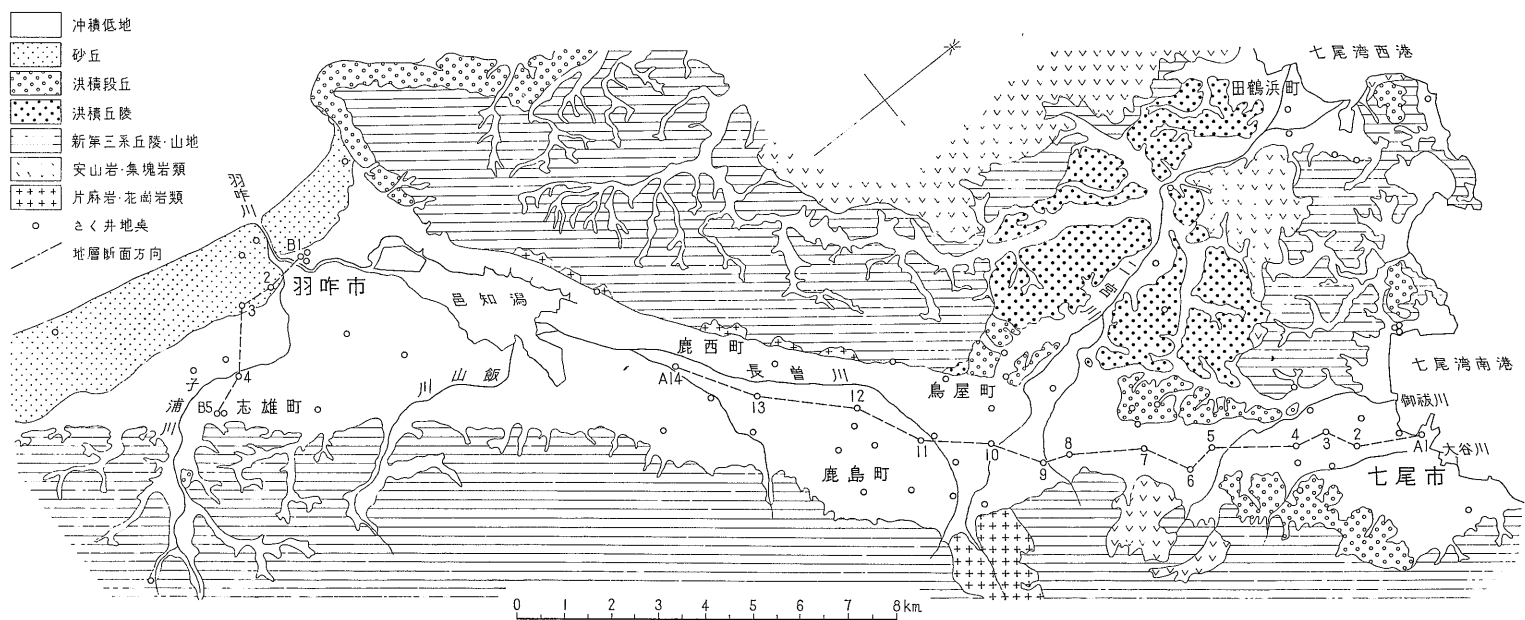 沖積低地
砂丘
洪積段丘
洪積丘陵
新第三系丘陵・山地
安山岩・集塊岩類
片麻岩・花崗岩類
さく井地点
地層断面方向
七尾湾西港
田鶴浜町
羽咋川
B1
2
3
4
B5
羽咋市
邑知潟
子浦川
志雄町
川山飯
鹿西町
長曽川
A14
13
12
11
10
9
8
7
6
5
4
3
2
A1
鳥屋町
二宮川
鹿島町
七尾湾南港
御祓川
大谷川
七尾市
0 1 2 3 4 5 6 7 8km